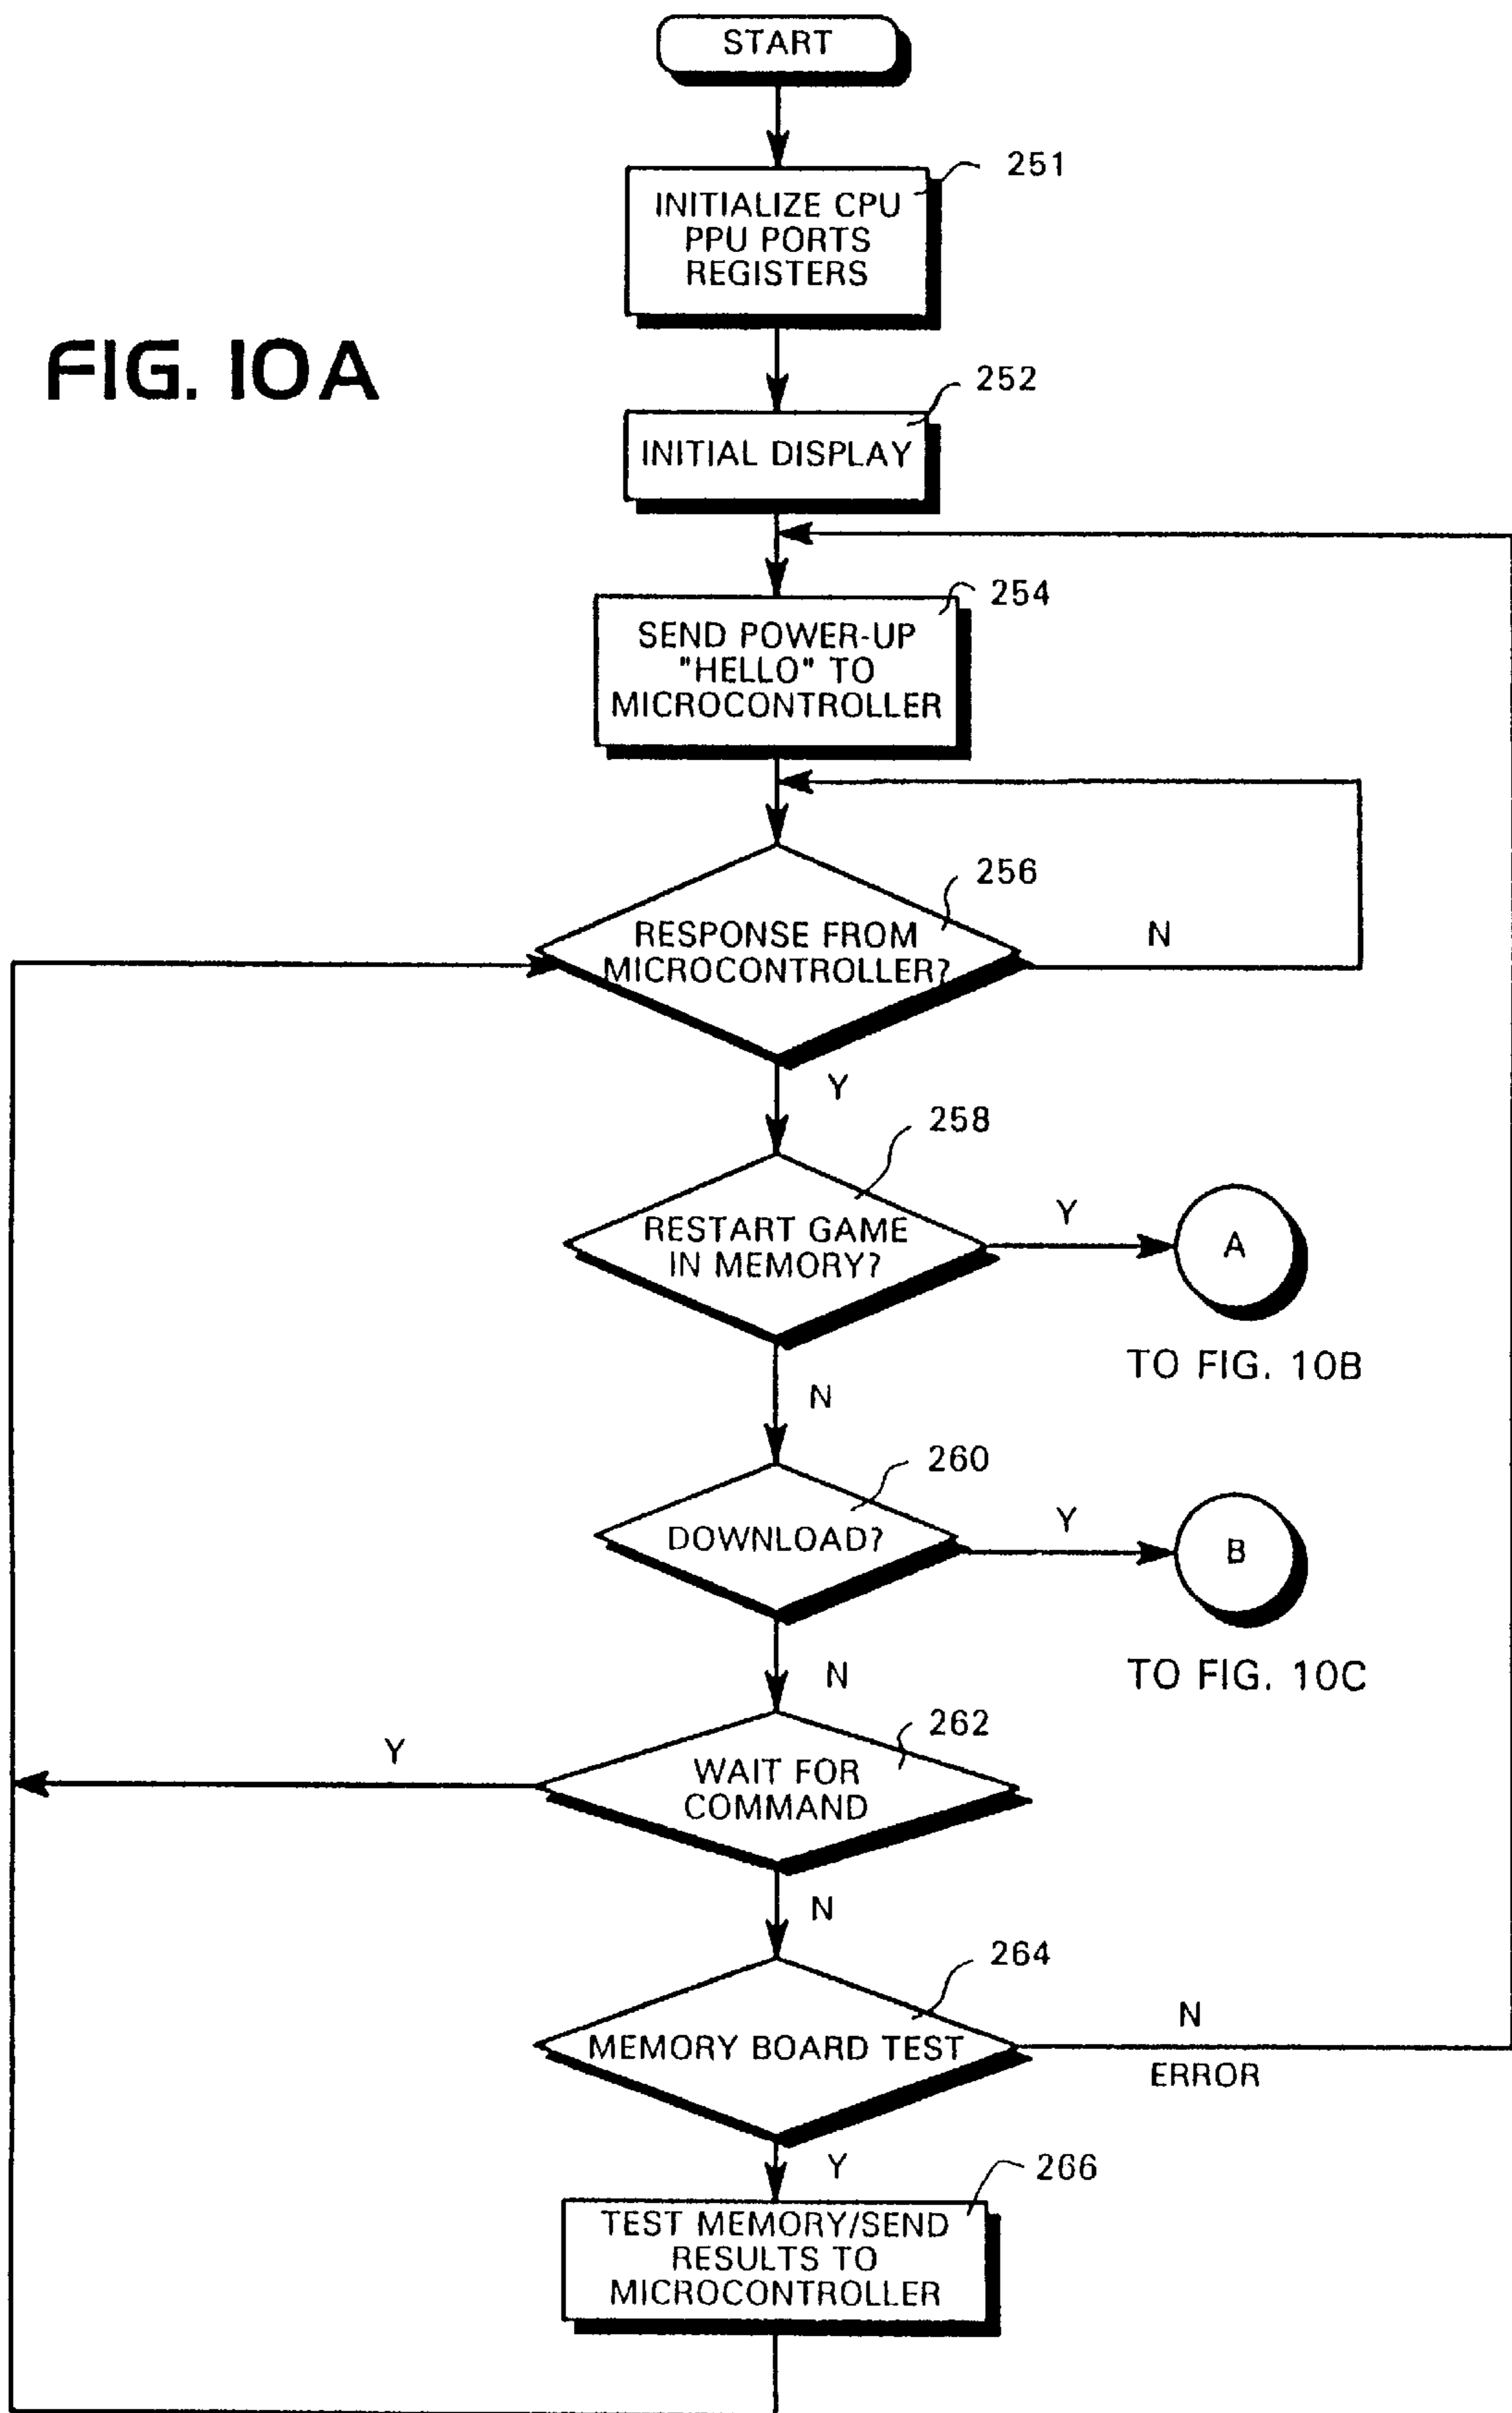 START
251
INITIALIZE CPU
PPU PORTS
REGISTERS
FIG. 10A
252
INITIAL DISPLAY
254
SEND POWER-UP
"HELLO" TO
MICROCONTROLLER
256
RESPONSE FROM
MICROCONTROLLER?
N
Y
258
RESTART GAME
IN MEMORY?
Y
A
TO FIG. 10B
N
260
DOWNLOAD?
Y
B
TO FIG. 10C
N
262
WAIT FOR
COMMAND
Y
N
264
MEMORY BOARD TEST
N
ERROR
Y
266
TEST MEMORY/SEND
RESULTS TO
MICROCONTROLLER